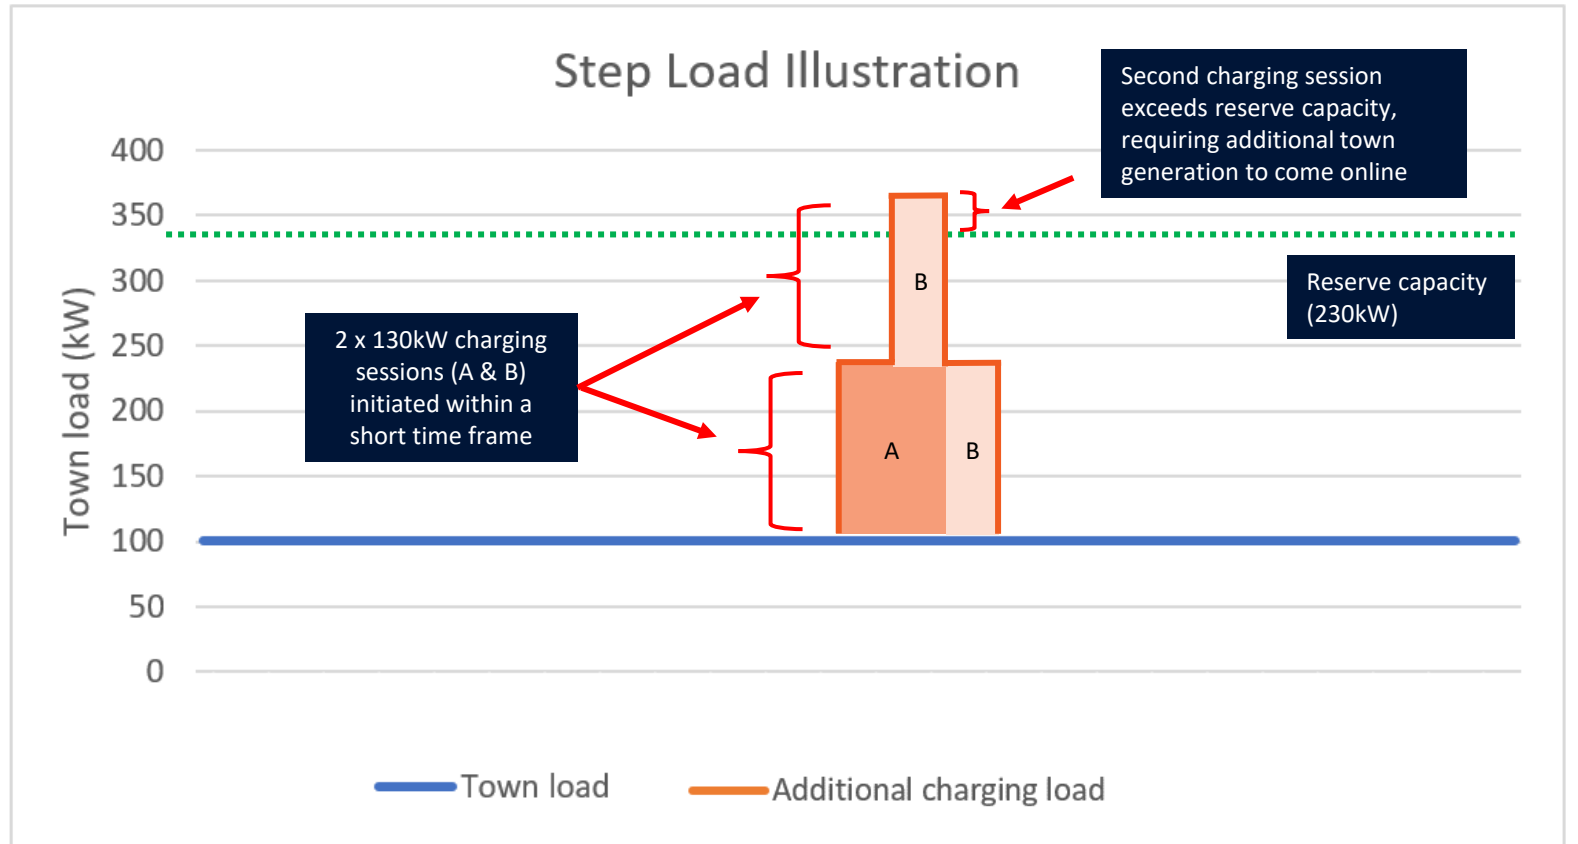 Step Load Illustration
Second charging session
exceeds reserve capacity,
requiring additional town
generation to come online
400
350
300
250
200
150
100
50
0
Town load (kW)
B
Reserve capacity
(230kW)
2 x 130kW charging
sessions (A & B)
initiated within a
short time frame
A
B
Town load
Additional charging load